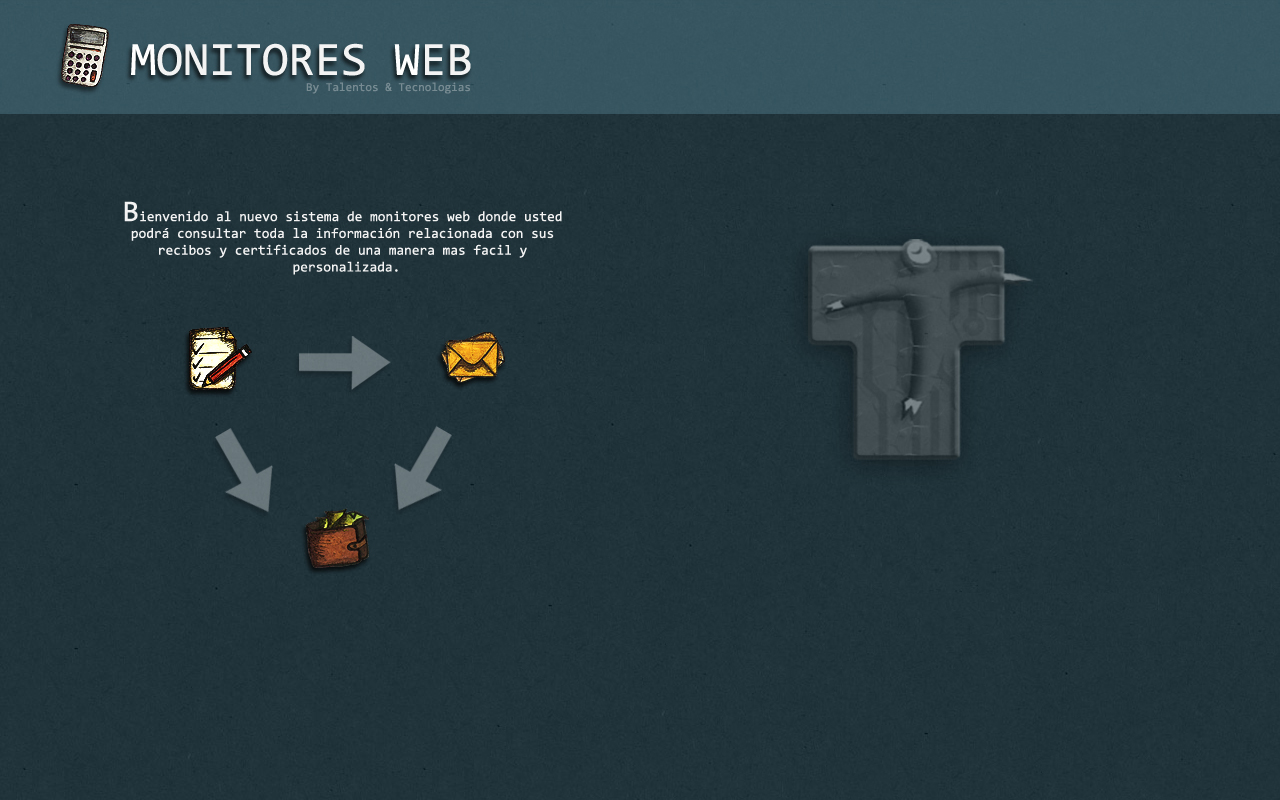 MONITORES WEB
By Talentos & Tecnologias
Bienvenido al nuevo sistema de monitores web donde usted
podrá consultar toda la información relacionada con sus
recibos y certificados de una manera mas facil y
personalizada.